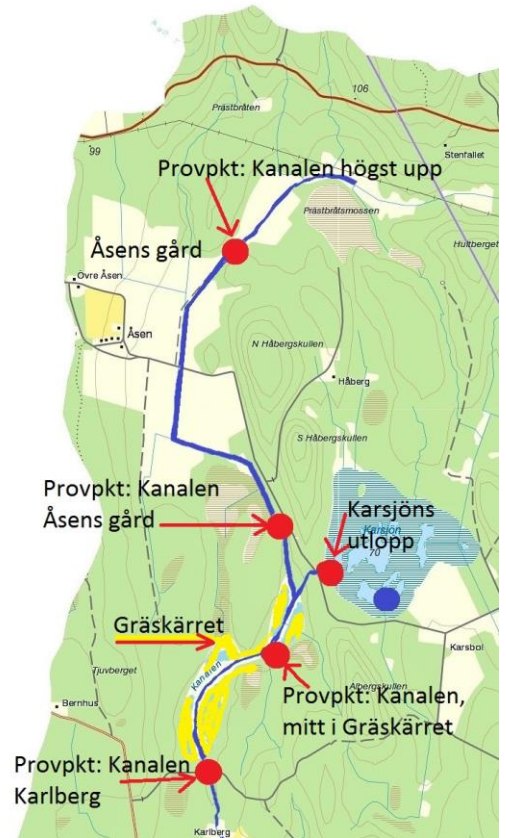 106
Prästbråten
Stenfallet
99
Provpkt: Kanalen högst upp
Prästbråtsmossen
Hultberget
Åsens gård
Övre Åsen
Åsen
N Håbergskullen
Håberg
S Håbergskullen
Provpkt: Kanalen
Åsens gård
Karsjöns
utlopp
Karsjön
70
Gräskärret
Kanalen
Karsbol
Tjuvberget
Albergskullen
Bernhus
Provpkt: Kanalen,
mitt i Gräskärret
Provpkt: Kanalen
Karlberg
Karlberg